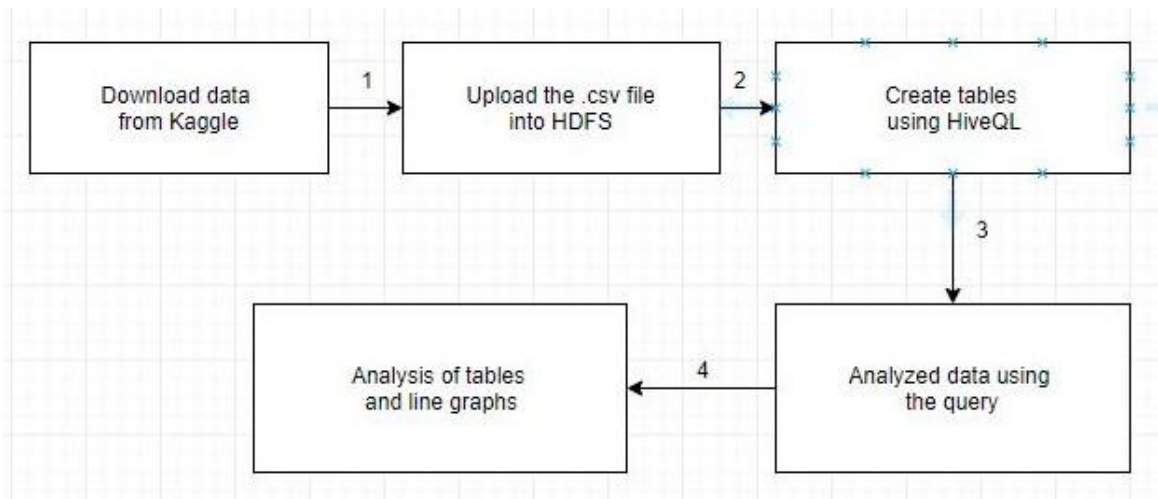 Download data
from Kaggle
1
Upload the .csv file
into HDFS
2
Create tables
using HiveQL
3
Analyzed data using
the query
4
Analysis of tables
and line graphs